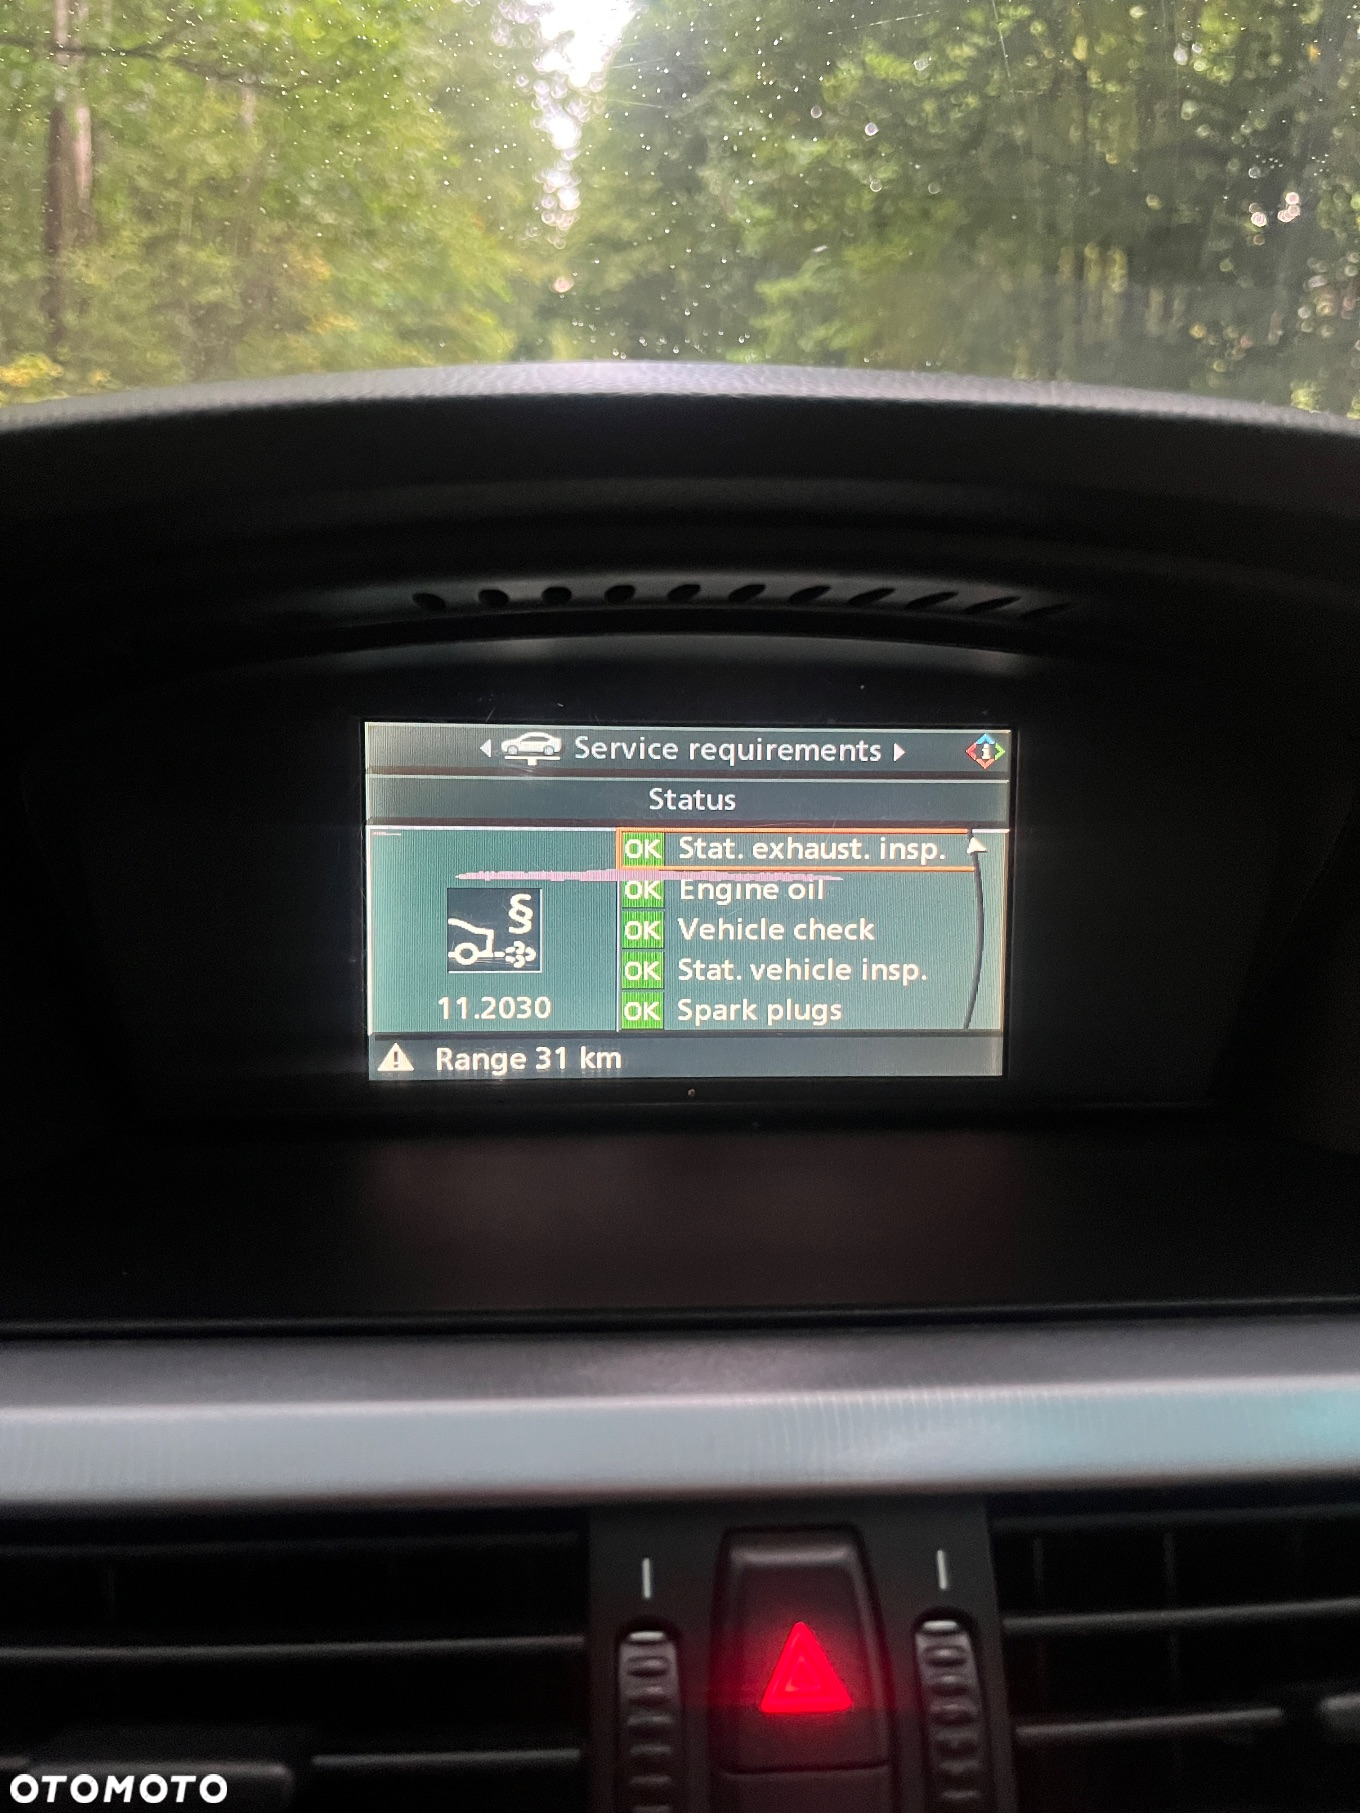 Service requirements
Status
OK Stat. exhaust. insp.
OK Engine oil
OK Vehicle check
OK Stat. vehicle insp.
OK Spark plugs
§
11.2030
Range 31 km
OTOMOTO